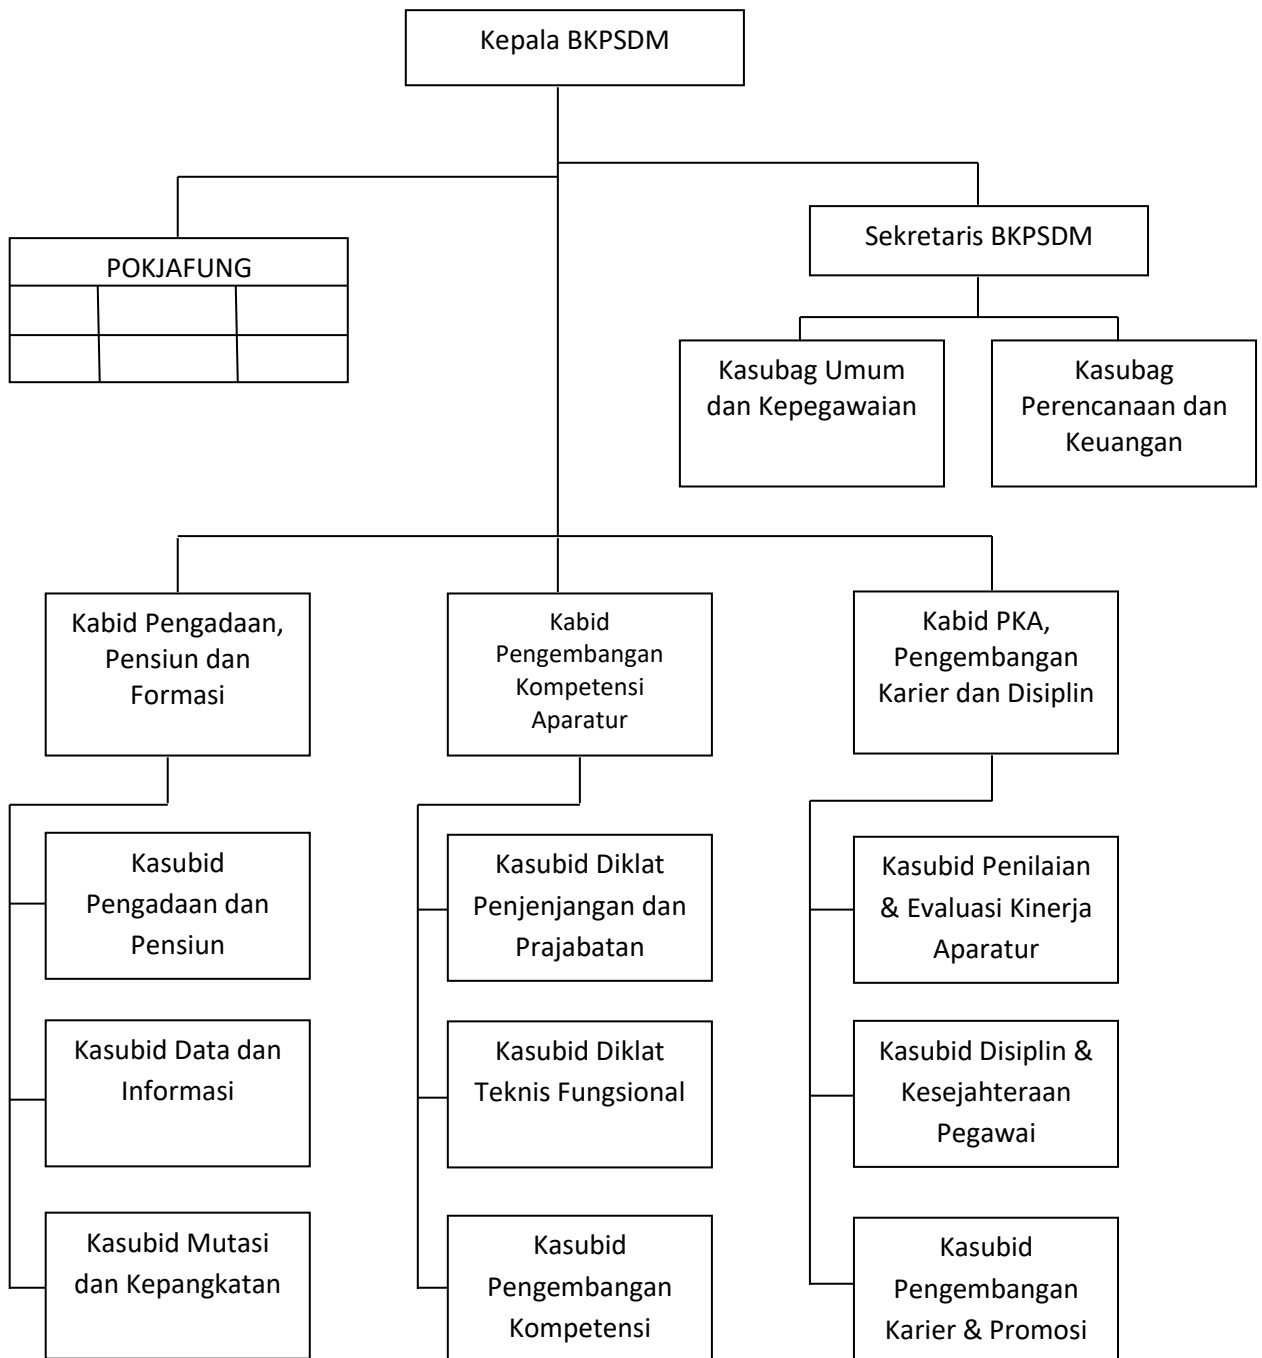 Kepala BKPSDM
POKJAFUNG
Sekretaris BKPSDM
Kasubag Umum
dan Kepegawaian
Kasubag
Perencanaan dan
Keuangan
Kabid Pengadaan,
Pensiun dan
Formasi
Kabid
Pengembangan
Kompetensi
Aparatur
Kabid PKA,
Pengembangan
Karier dan Disiplin
Kasubid
Pengadaan dan
Pensiun
Kasubid Diklat
Penjenjangan dan
Prajabatan
Kasubid Penilaian
& Evaluasi Kinerja
Aparatur
Kasubid Data dan
Informasi
Kasubid Diklat
Teknis Fungsional
Kasubid Disiplin &
Kesejahteraan
Pegawai
Kasubid Mutasi
dan Kepangkatan
Kasubid
Pengembangan
Kompetensi
Kasubid
Pengembangan
Karier & Promosi